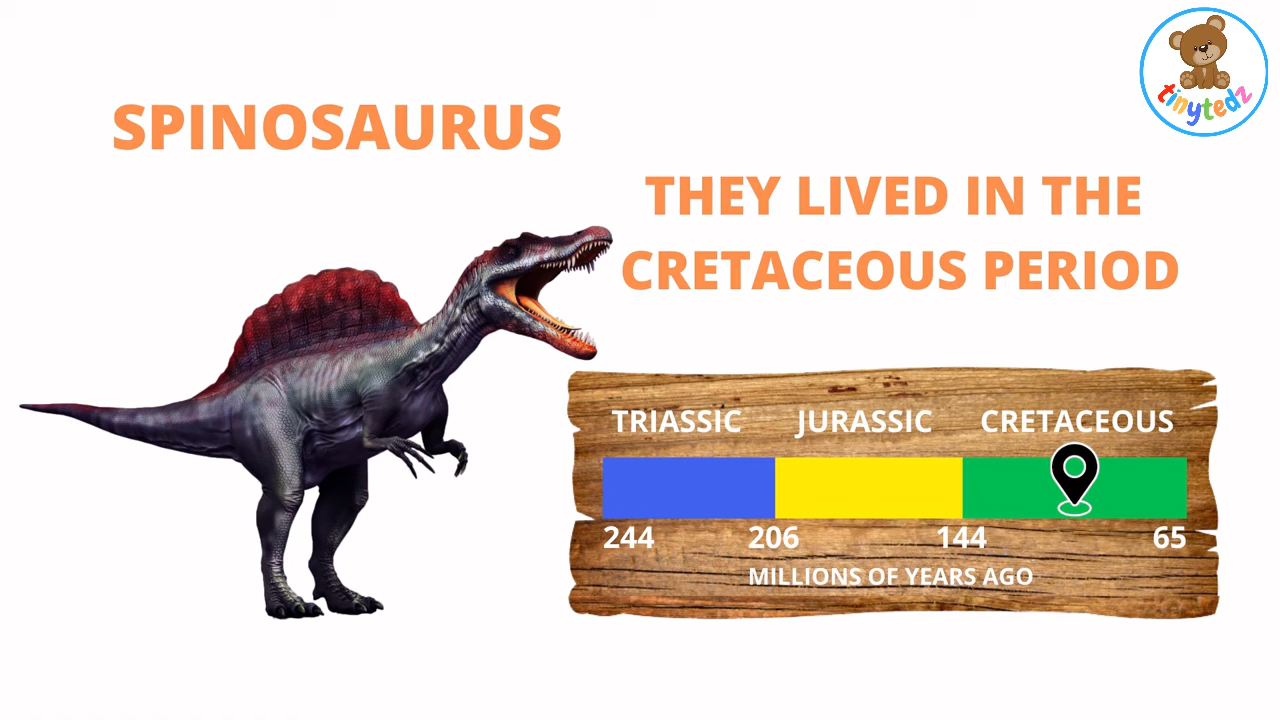 tinytedz
SPINOSAURUS
THEY LIVED IN THE
CRETACEOUS PERIOD
TRIASSIC JURASSIC CRETACEOUS
244 206 144 65
MILLIONS OF YEARS AGO